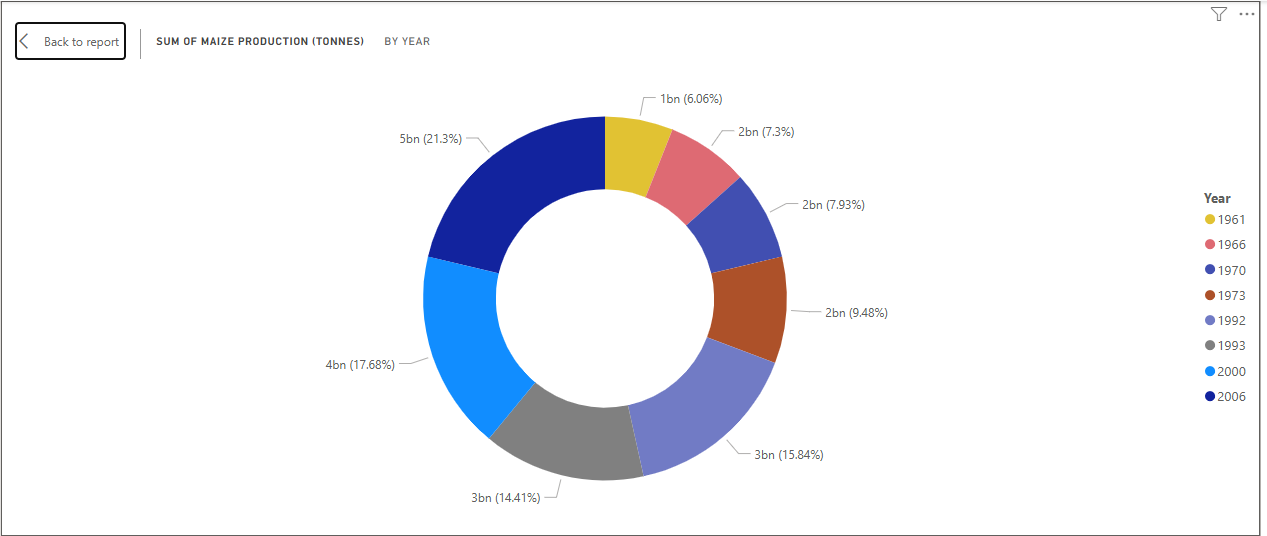 Back to report
SUM OF MAIZE PRODUCTION (TONNES) BY YEAR
1bn (6.06%)
2bn (7.3%)
2bn (7.93%)
2bn (9.48%)
3bn (15.84%)
3bn (14.41%)
4bn (17.68%)
5bn (21.3%)
Year
1961
1966
1970
1973
1992
1993
2000
2006